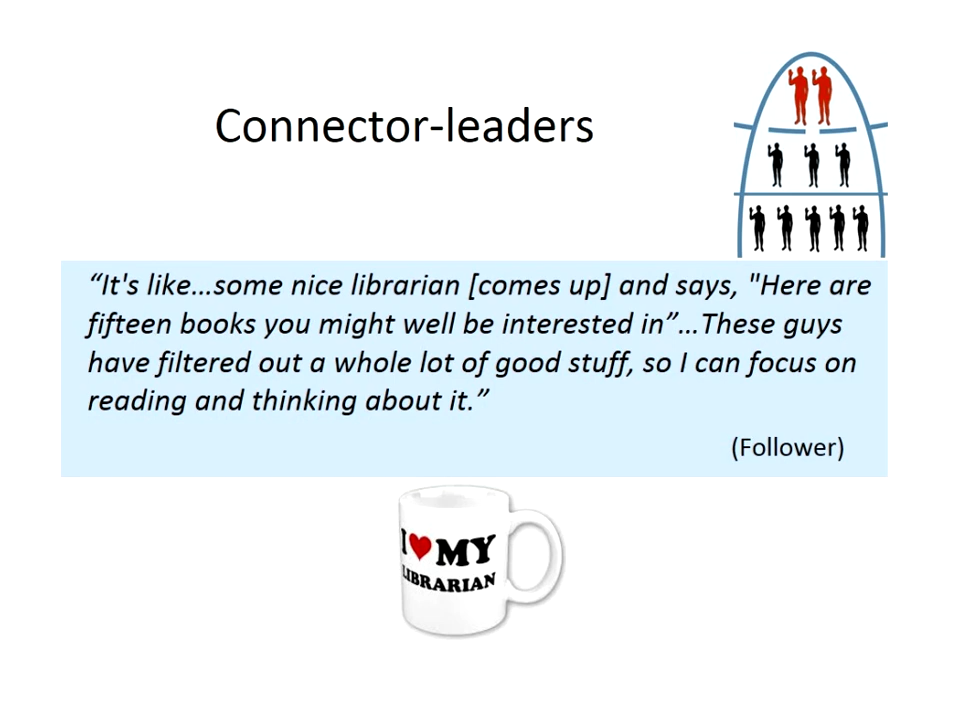 Connector-leaders
“It's like...some nice librarian [comes up] and says, "Here are
fifteen books you might well be interested in”...These guys
have filtered out a whole lot of good stuff, so I can focus on
reading and thinking about it.”
(Follower)
I ♥ MY
LIBRARIAN